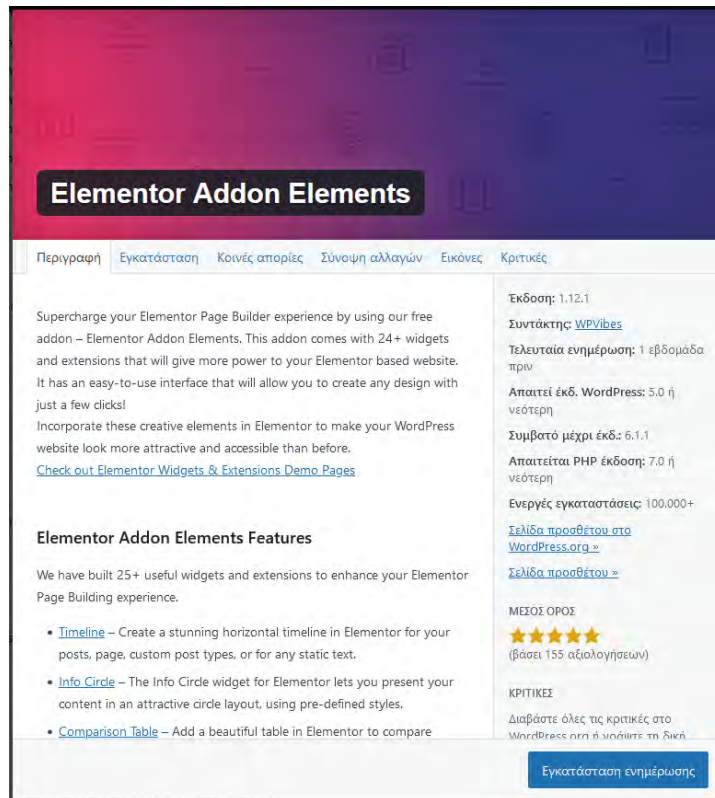 Elementor Addon Elements
Περιγραφή Εγκατάσταση Κοινές απορίες Σύνοψη αλλαγών Εικόνες Κριτικές
Supercharge your Elementor Page Builder experience by using our free
addon – Elementor Addon Elements. This addon comes with 24+ widgets
and extensions that will give more power to your Elementor based website.
It has an easy-to-use interface that will allow you to create any design with
just a few clicks!
Incorporate these creative elements in Elementor to make your WordPress
website look more attractive and accessible than before.
Check out Elementor Widgets & Extensions Demo Pages
Elementor Addon Elements Features
We have built 25+ useful widgets and extensions to enhance your Elementor
Page Building experience.
• Timeline – Create a stunning horizontal timeline in Elementor for your
posts, page, custom post types, or for any static text.
• Info Circle – The Info Circle widget for Elementor lets you present your
content in an attractive circle layout, using pre-defined styles.
• Comparison Table – Add a beautiful table in Elementor to compare
Έκδοση: 1.12.1
Συντάκτης: WPVibes
Τελευταία ενημέρωση: 1 εβδομάδα
πριν
Απαιτεί έκδ. WordPress: 5.0 ή
νεότερη
Συμβατό μέχρι έκδ.: 6.1.1
Απαιτείται PHP έκδοση: 7.0 ή
νεότερη
Ενεργές εγκαταστάσεις: 100.000+
Σελίδα προσθέτου στο
WordPress.org »
Σελίδα προσθέτου »
ΜΕΣΟΣ ΟΡΟΣ
(βάσει 155 αξιολογήσεων)
ΚΡΙΤΙΚΕΣ
Διαβάστε όλες τις κριτικές στο
WordPress.org ή γράψτε τη δική
Εγκατάσταση ενημέρωσης